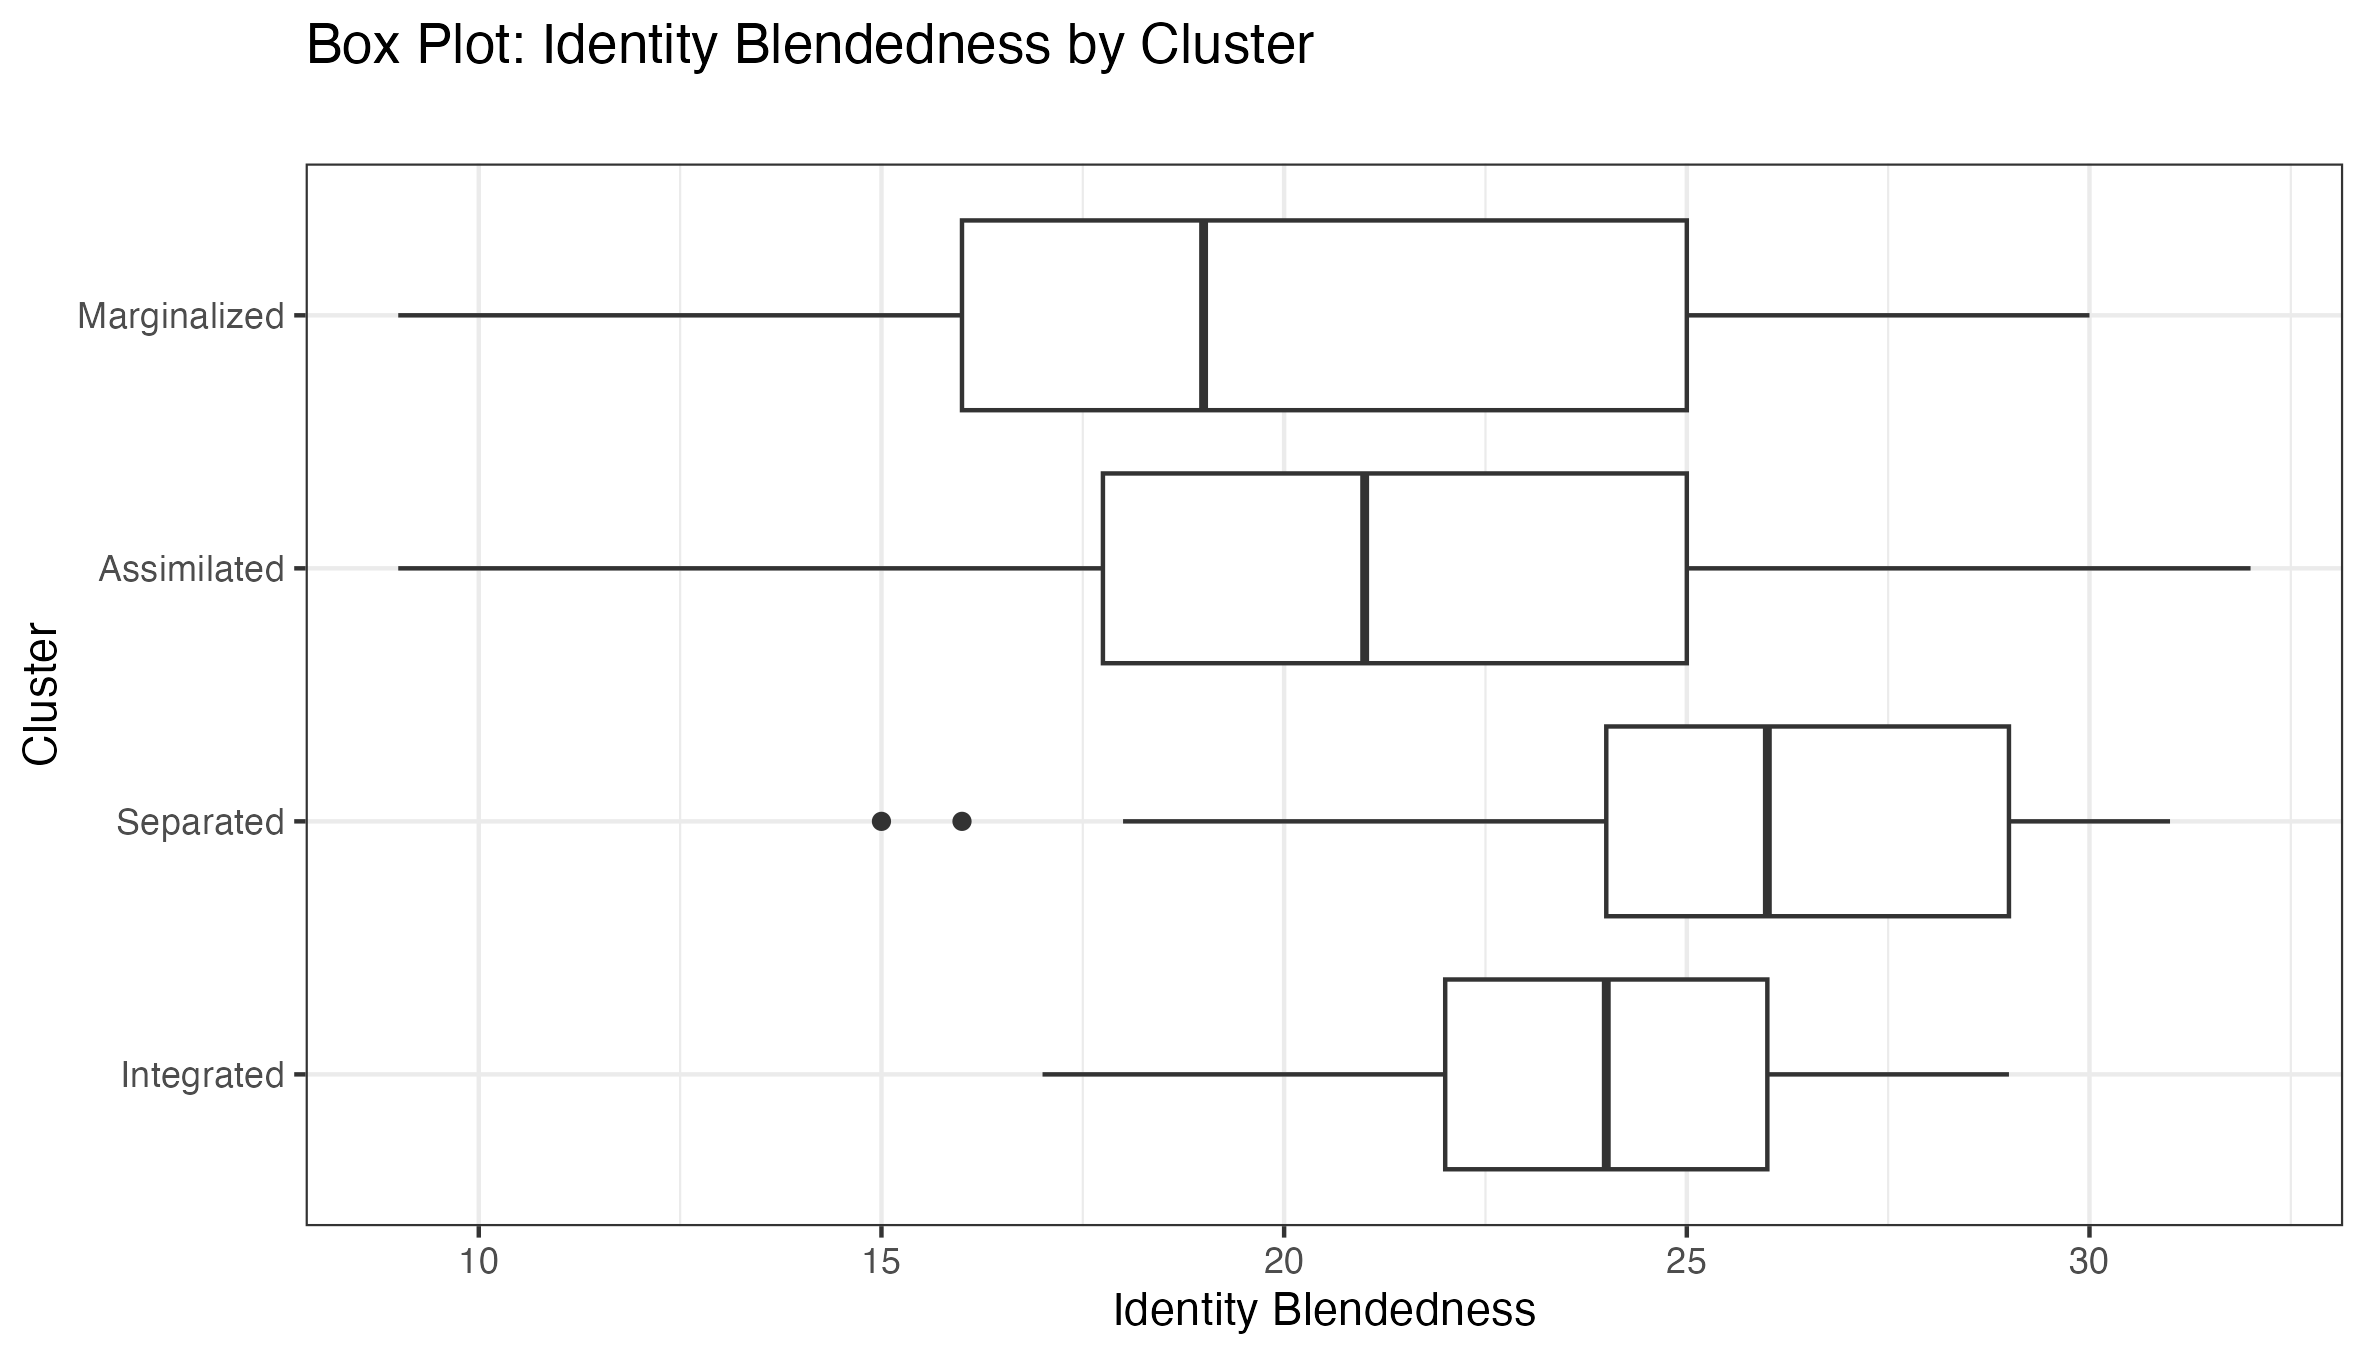 Box Plot: Identity Blendedness by Cluster
Cluster
Marginalized
Assimilated
Separated
Integrated
10 15 20 25 30
Identity Blendedness